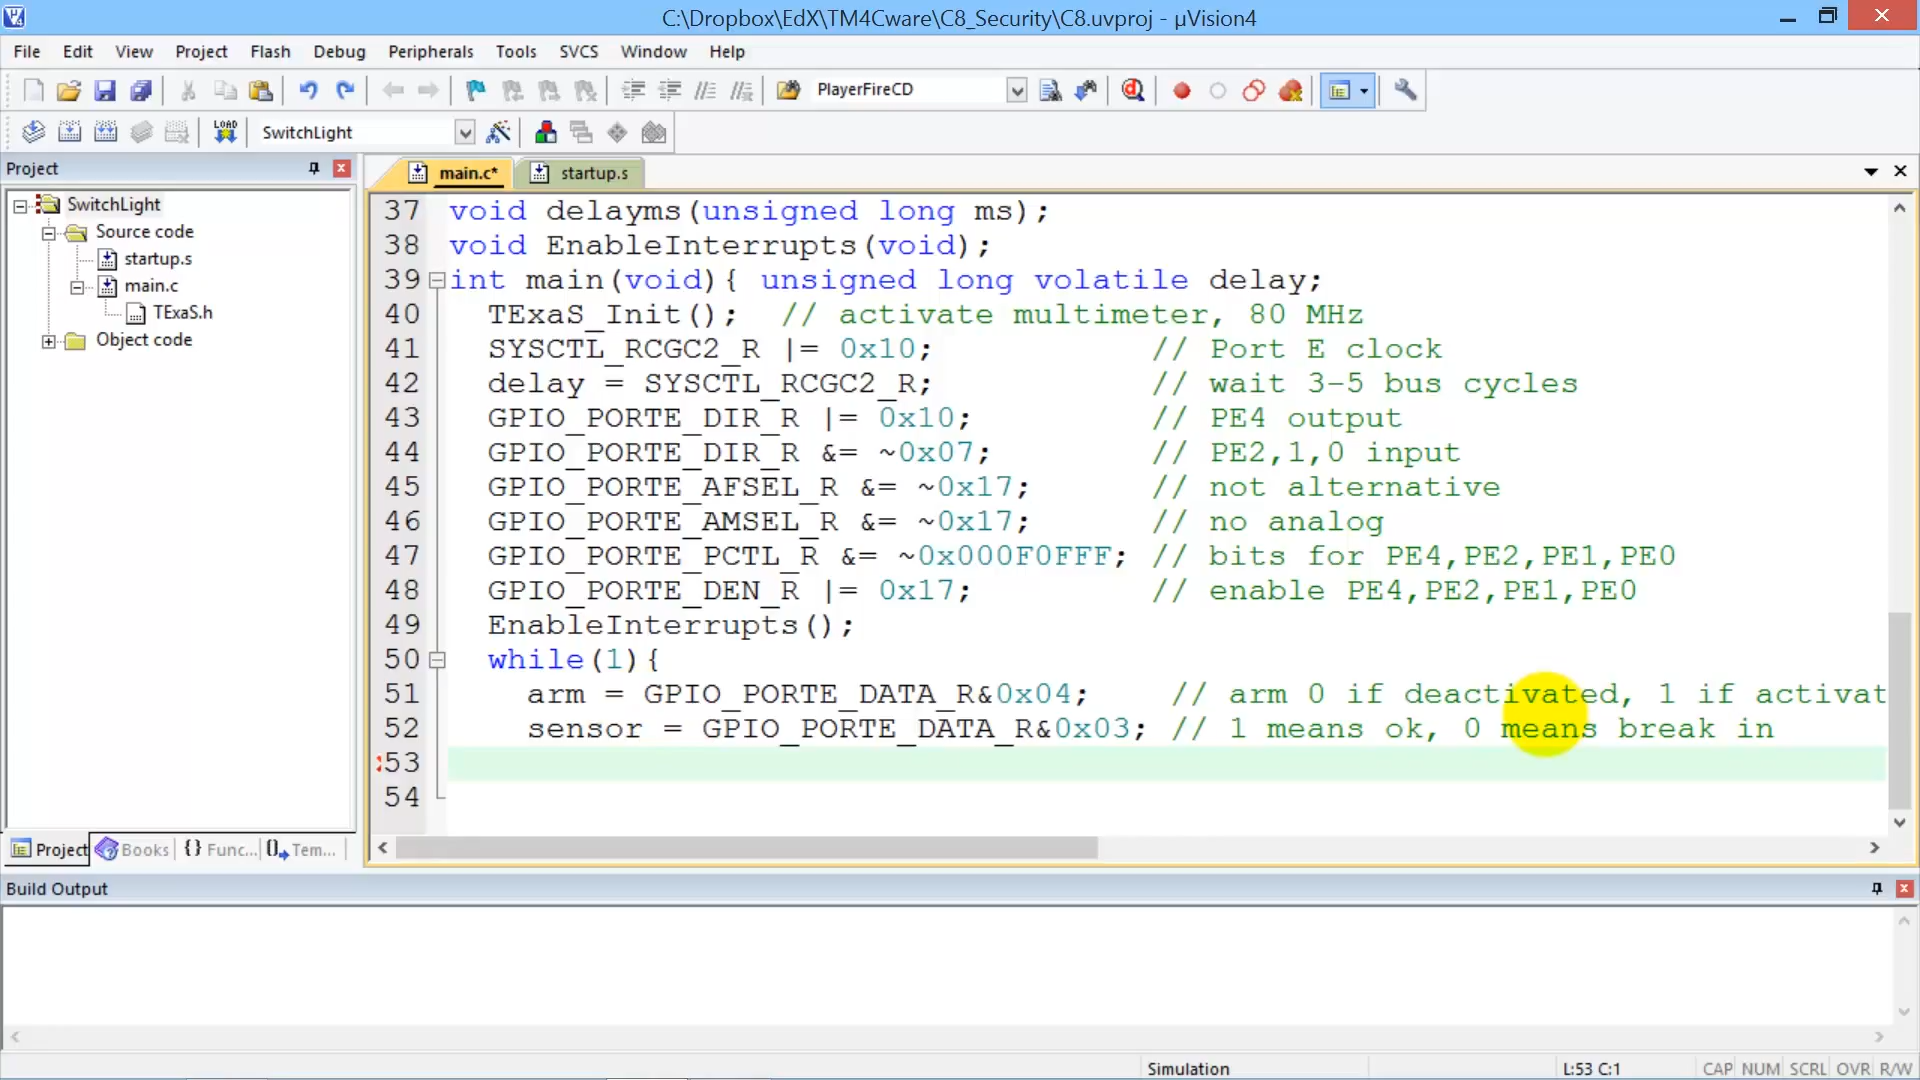 C:\Dropbox\EdX\TM4Cware\C8_Security\C8.uvproj - µVision4
File Edit View Project Flash Debug Peripherals Tools SVCS Window Help
PlayerFireCD
LOAD SwitchLight
Project
main.c* startup.s
SwitchLight
Source code
startup.s
main.c
TExaS.h
Object code
37 void delayms(unsigned long ms);
38 void EnableInterrupts(void);
39 int main(void){ unsigned long volatile delay;
40 TExaS_Init(); // activate multimeter, 80 MHz
41 SYSCTL_RCGC2_R |= 0x10; // Port E clock
42 delay = SYSCTL_RCGC2_R; // wait 3-5 bus cycles
43 GPIO_PORTE_DIR_R |= 0x10; // PE4 output
44 GPIO_PORTE_DIR_R &= ~0x07; // PE2,1,0 input
45 GPIO_PORTE_AFSEL_R &= ~0x17; // not alternative
46 GPIO_PORTE_AMSEL_R &= ~0x17; // no analog
47 GPIO_PORTE_PCTL_R &= ~0x000F0FFF; // bits for PE4,PE2,PE1,PE0
48 GPIO_PORTE_DEN_R |= 0x17; // enable PE4,PE2,PE1,PE0
49 EnableInterrupts();
50 while(1){
51 arm = GPIO_PORTE_DATA_R&0x04; // arm 0 if deactivated, 1 if activat
52 sensor = GPIO_PORTE_DATA_R&0x03; // 1 means ok, 0 means break in
53
54
Project Books {} Func... Tem...
Build Output
Simulation L:53 C:1 CAP NUM SCRL OVR R/W